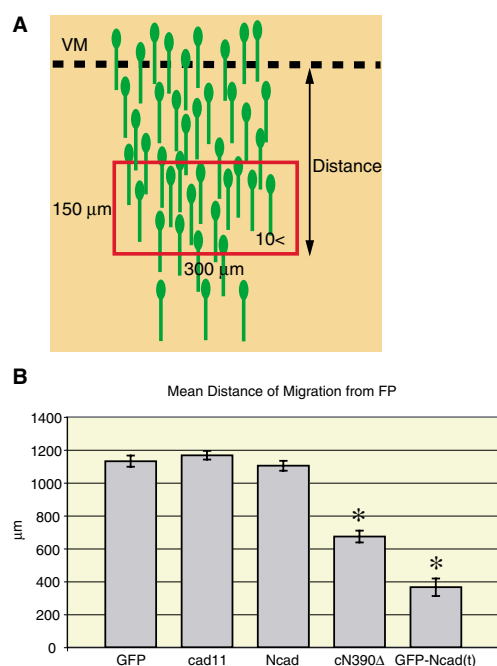 A
VM
Distance
150 µm
10<
300 µm
B
Mean Distance of Migration from FP
1400
1200
1000
800
600
400
200
0
µm
*
*
GFP cad11 Ncad cN390Δ GFP-Ncad(t)